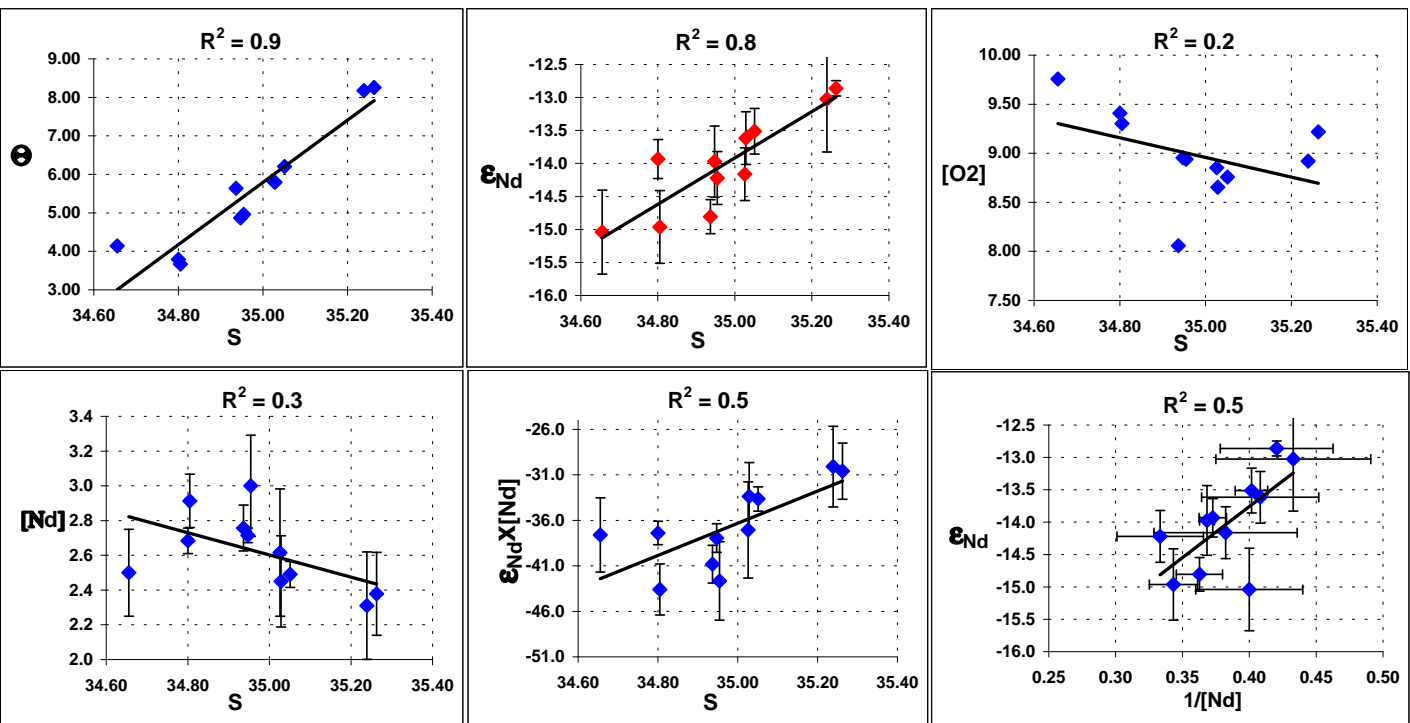 R² = 0.9
9.00
8.00
7.00
6.00
5.00
4.00
3.00
Θ
34.60 34.80 35.00 35.20 35.40
S
R² = 0.8
-12.5
-13.0
-13.5
-14.0
-14.5
-15.0
-15.5
-16.0
εNd
34.60 34.80 35.00 35.20 35.40
S
R² = 0.2
10.00
9.50
9.00
8.50
8.00
7.50
[O2]
34.60 34.80 35.00 35.20 35.40
S
R² = 0.3
3.4
3.2
3.0
2.8
2.6
2.4
2.2
2.0
[Nd]
34.60 34.80 35.00 35.20 35.40
S
R² = 0.5
-26.0
-31.0
-36.0
-41.0
-46.0
-51.0
εNdX[Nd]
34.60 34.80 35.00 35.20 35.40
S
R² = 0.5
-12.5
-13.0
-13.5
-14.0
-14.5
-15.0
-15.5
-16.0
εNd
0.25 0.30 0.35 0.40 0.45 0.50
1/[Nd]